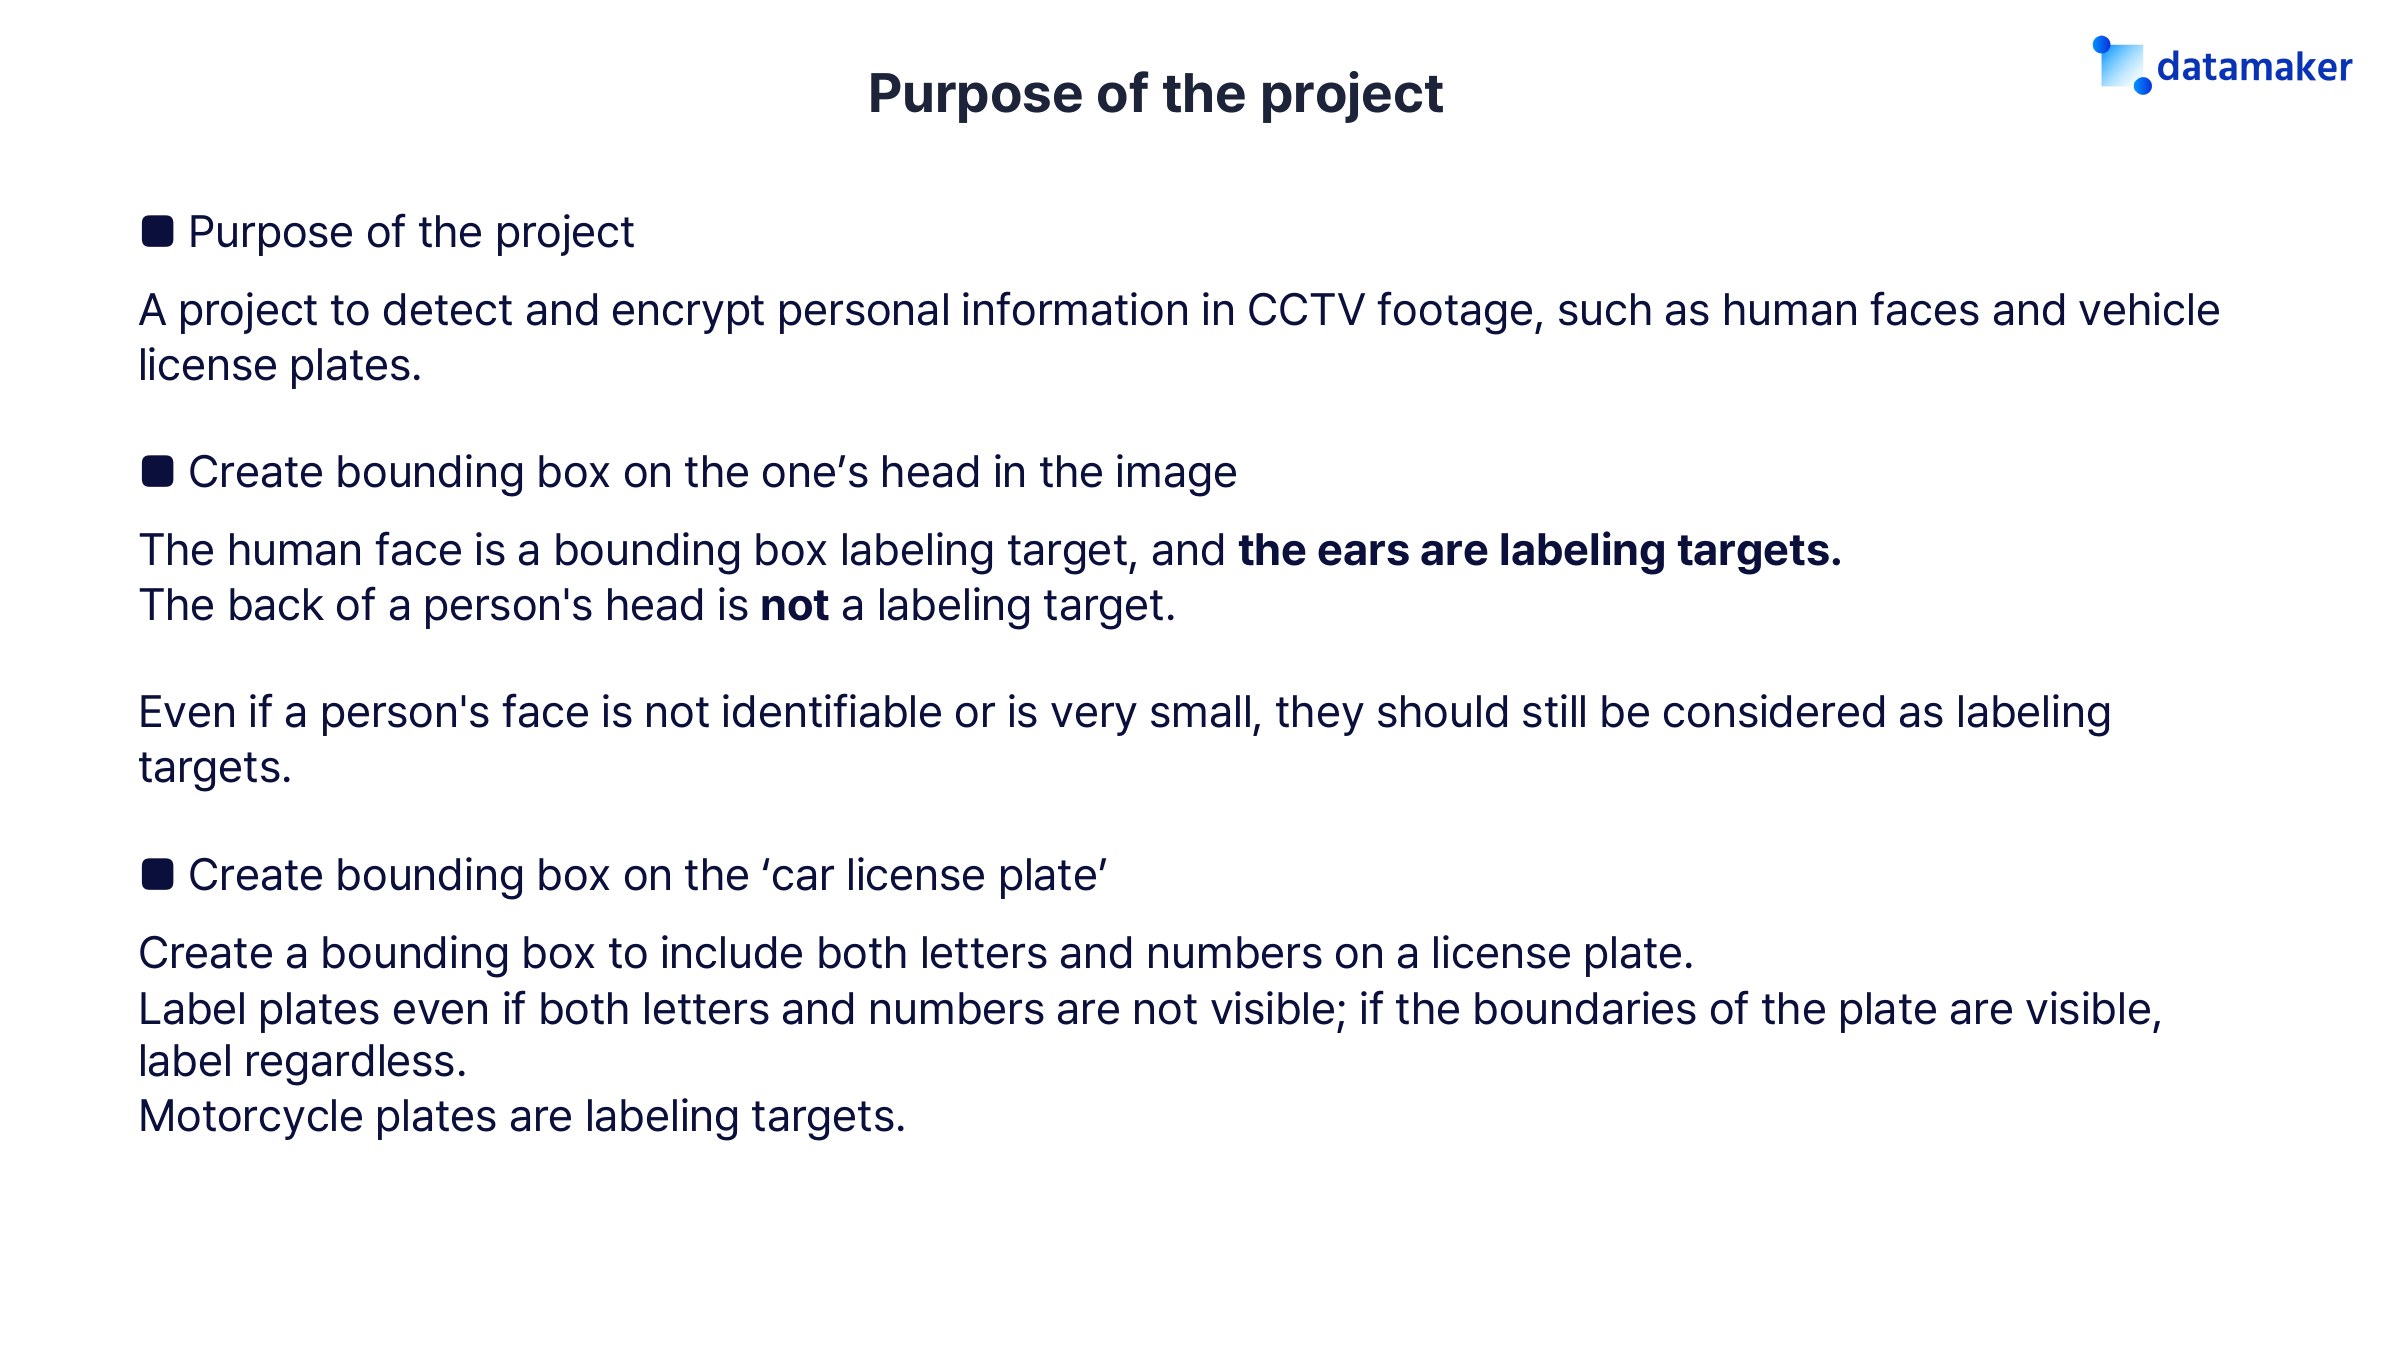 datamaker
Purpose of the project
■ Purpose of the project
A project to detect and encrypt personal information in CCTV footage, such as human faces and vehicle
license plates.
■ Create bounding box on the one’s head in the image
The human face is a bounding box labeling target, and the ears are labeling targets.
The back of a person's head is not a labeling target.
Even if a person's face is not identifiable or is very small, they should still be considered as labeling
targets.
■ Create bounding box on the ‘car license plate’
Create a bounding box to include both letters and numbers on a license plate.
Label plates even if both letters and numbers are not visible; if the boundaries of the plate are visible,
label regardless.
Motorcycle plates are labeling targets.